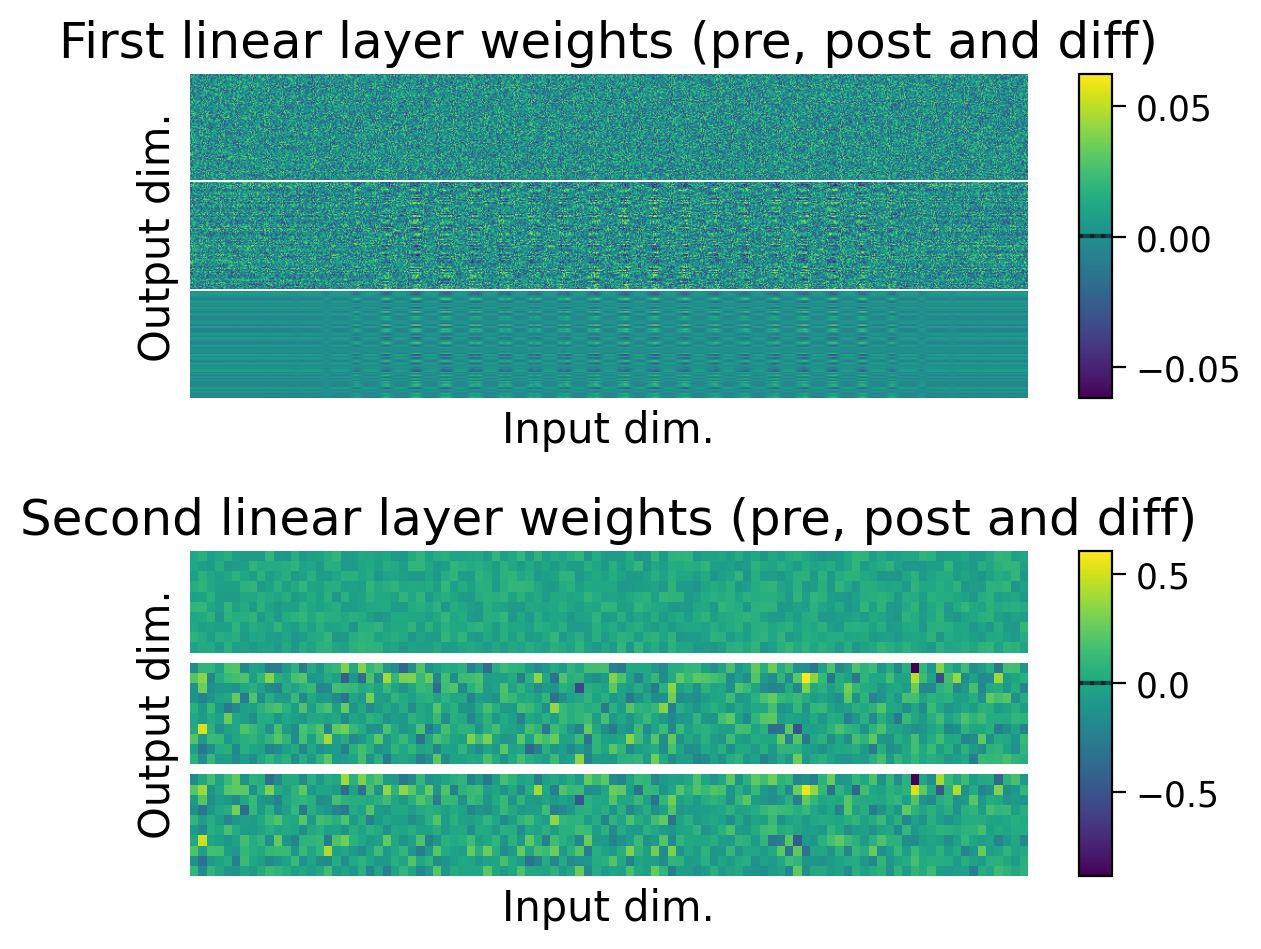 First linear layer weights (pre, post and diff)
Output dim.
0.05
0.00
−0.05
Input dim.
Second linear layer weights (pre, post and diff)
Output dim.
0.5
0.0
−0.5
Input dim.